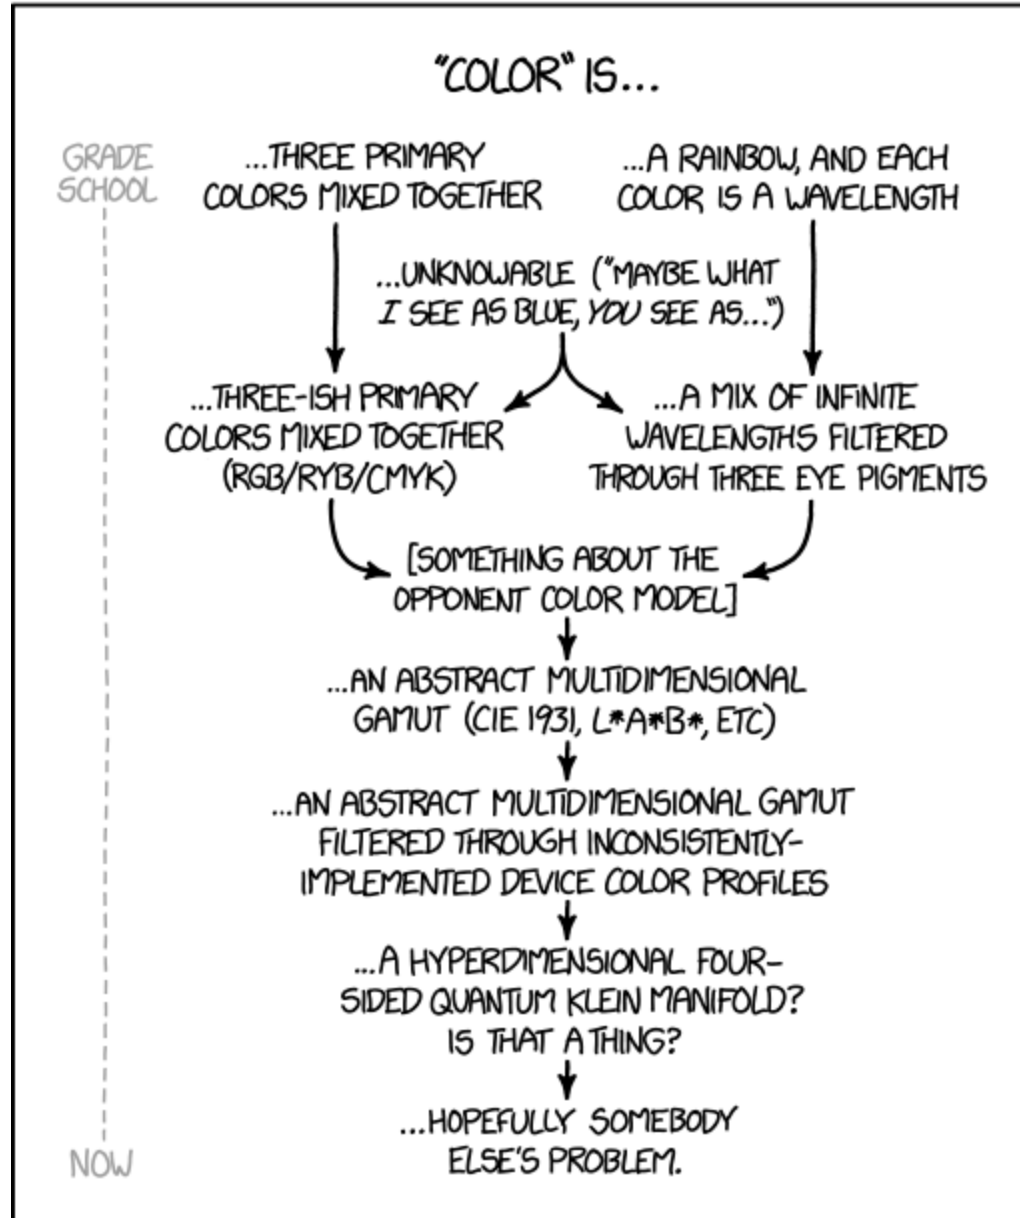 "COLOR" IS...
GRADE
SCHOOL
...THREE PRIMARY
COLORS MIXED TOGETHER
...A RAINBOW, AND EACH
COLOR IS A WAVELENGTH
...UNKNOWABLE ("MAYBE WHAT
I SEE AS BLUE, YOU SEE AS...")
...THREE-ISH PRIMARY
COLORS MIXED TOGETHER
(RGB/RYB/CMYK)
...A MIX OF INFINITE
WAVELENGTHS FILTERED
THROUGH THREE EYE PIGMENTS
[SOMETHING ABOUT THE
OPPONENT COLOR MODEL]
...AN ABSTRACT MULTIDIMENSIONAL
GAMUT (CIE 1931, L*A*B*, ETC)
...AN ABSTRACT MULTIDIMENSIONAL GAMUT
FILTERED THROUGH INCONSISTENTLY-
IMPLEMENTED DEVICE COLOR PROFILES
...A HYPERDIMENSIONAL FOUR-
SIDED QUANTUM KLEIN MANIFOLD?
IS THAT A THING?
...HOPEFULLY SOMEBODY
ELSE'S PROBLEM.
NOW